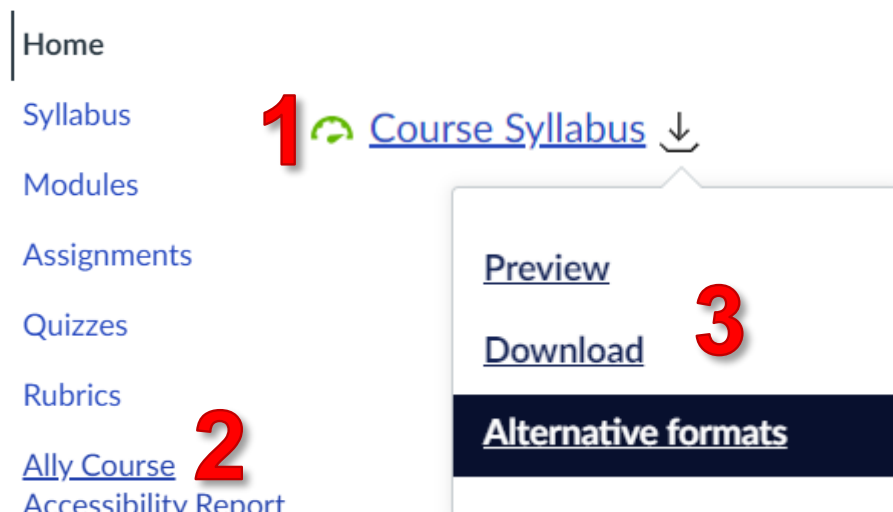 Home
Syllabus
Modules
Assignments
Quizzes
Rubrics
Ally Course
Accessibility Report
1
Course Syllabus
2
Preview
Download
3
Alternative formats